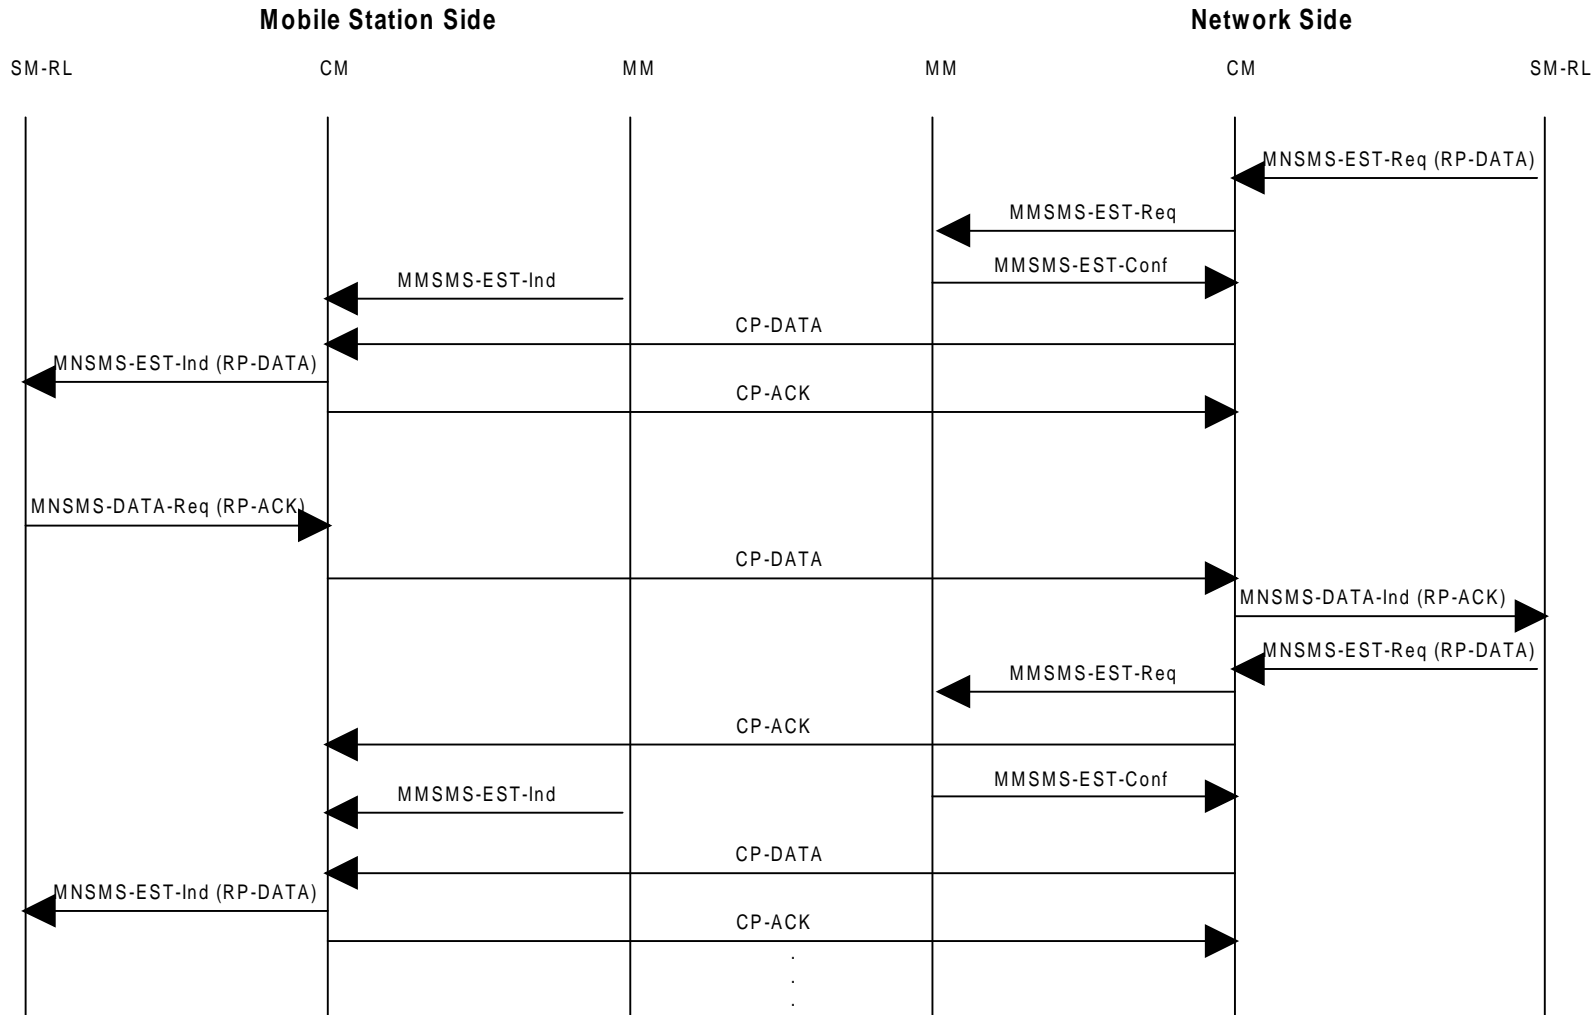 Mobile Station Side
Network Side
SM-RL
CM
MM
MM
CM
SM-RL
MNSMS-EST-Req (RP-DATA)
MMSMS-EST-Req
MMSMS-EST-Conf
MMSMS-EST-Ind
CP-DATA
MNSMS-EST-Ind (RP-DATA)
CP-ACK
MNSMS-DATA-Req (RP-ACK)
CP-DATA
MNSMS-DATA-Ind (RP-ACK)
MNSMS-EST-Req (RP-DATA)
MMSMS-EST-Req
CP-ACK
MMSMS-EST-Conf
MMSMS-EST-Ind
CP-DATA
MNSMS-EST-Ind (RP-DATA)
CP-ACK
.
.
.